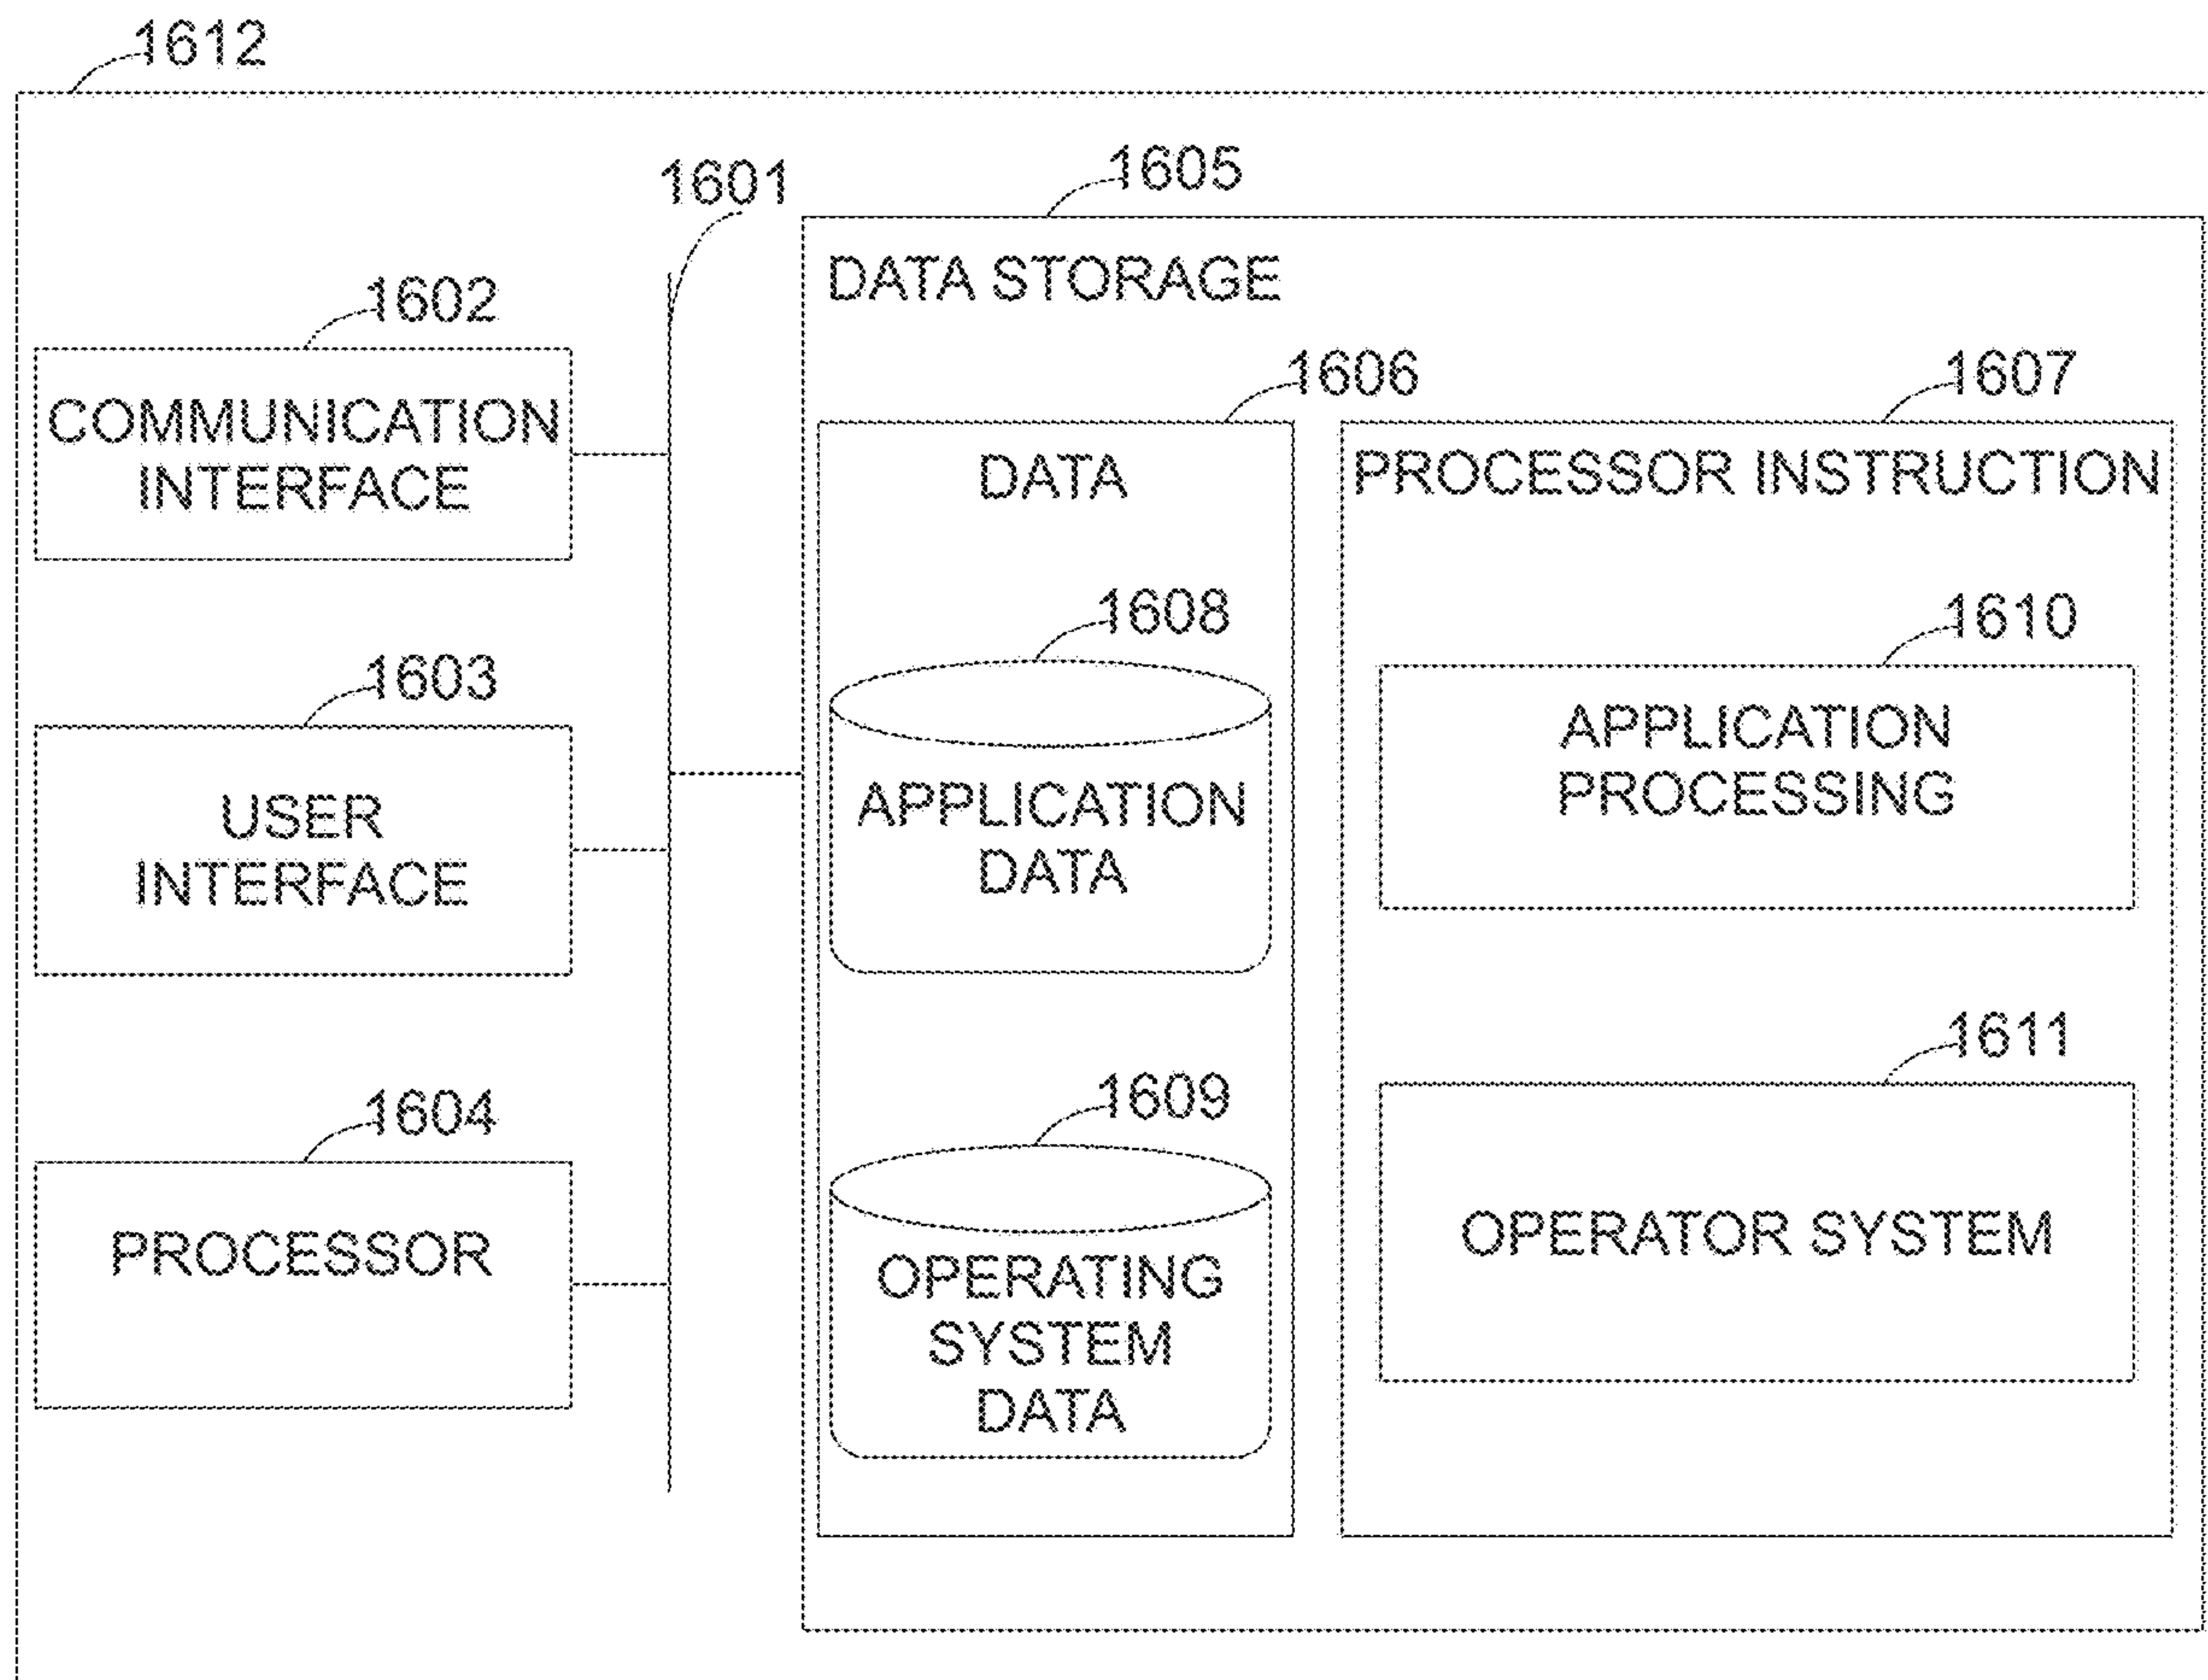 1612
1601
1605
DATA STORAGE
1602
COMMUNICATION
INTERFACE
1606
DATA
1607
PROCESSOR INSTRUCTION
1603
USER
INTERFACE
1608
APPLICATION
DATA
1610
APPLICATION
PROCESSING
1604
PROCESSOR
1609
OPERATING
SYSTEM
DATA
1611
OPERATOR SYSTEM